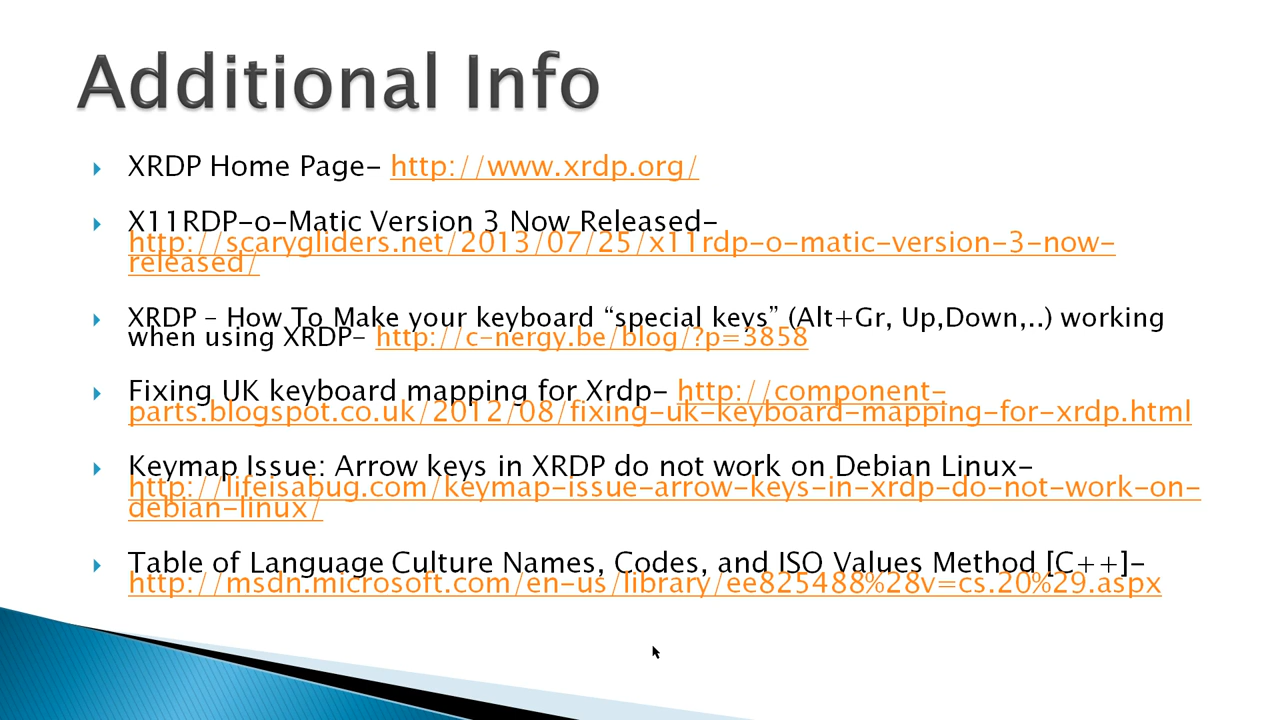 Additional Info
XRDP Home Page- http://www.xrdp.org/
X11RDP-o-Matic Version 3 Now Released-
http://scarygliders.net/2013/07/25/x11rdp-o-matic-version-3-now-
released/
XRDP – How To Make your keyboard “special keys” (Alt+Gr, Up,Down,..) working
when using XRDP- http://c-nergy.be/blog/?p=3858
Fixing UK keyboard mapping for Xrdp- http://component-
parts.blogspot.co.uk/2012/08/fixing-uk-keyboard-mapping-for-xrdp.html
Keymap Issue: Arrow keys in XRDP do not work on Debian Linux-
http://lifeisabug.com/keymap-issue-arrow-keys-in-xrdp-do-not-work-on-
debian-linux/
Table of Language Culture Names, Codes, and ISO Values Method [C++]-
http://msdn.microsoft.com/en-us/library/ee825488%28v=cs.20%29.aspx